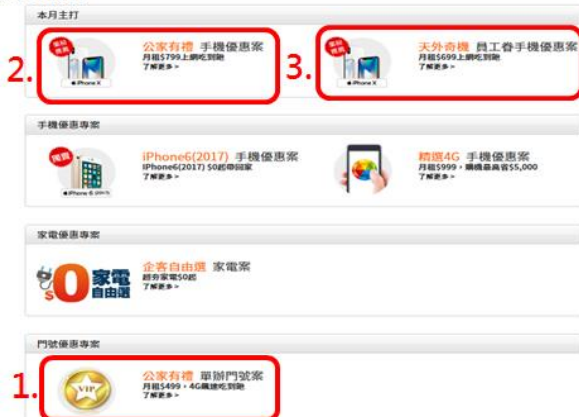 本月主打
2.
公家有禮 手機優惠案
月租$799上網吃到飽
了解更多 >
iPhone X
3.
天外奇機 員工眷手機優惠案
月租$699上網吃到飽
了解更多 >
iPhone X
手機優惠專案
iPhone6(2017) 手機優惠案
iPhone6(2017) $0起帶回家
了解更多 >
精選4G 手機優惠案
月租$999，購機最高省$5,000
了解更多 >
家電優惠專案
$0 家電
自由選
企客自由選 家電案
超夯家電$0起
了解更多 >
門號優惠專案
1.
VIP
公家有禮 單辦門號案
月租$499，4G飆速吃到飽
了解更多 >